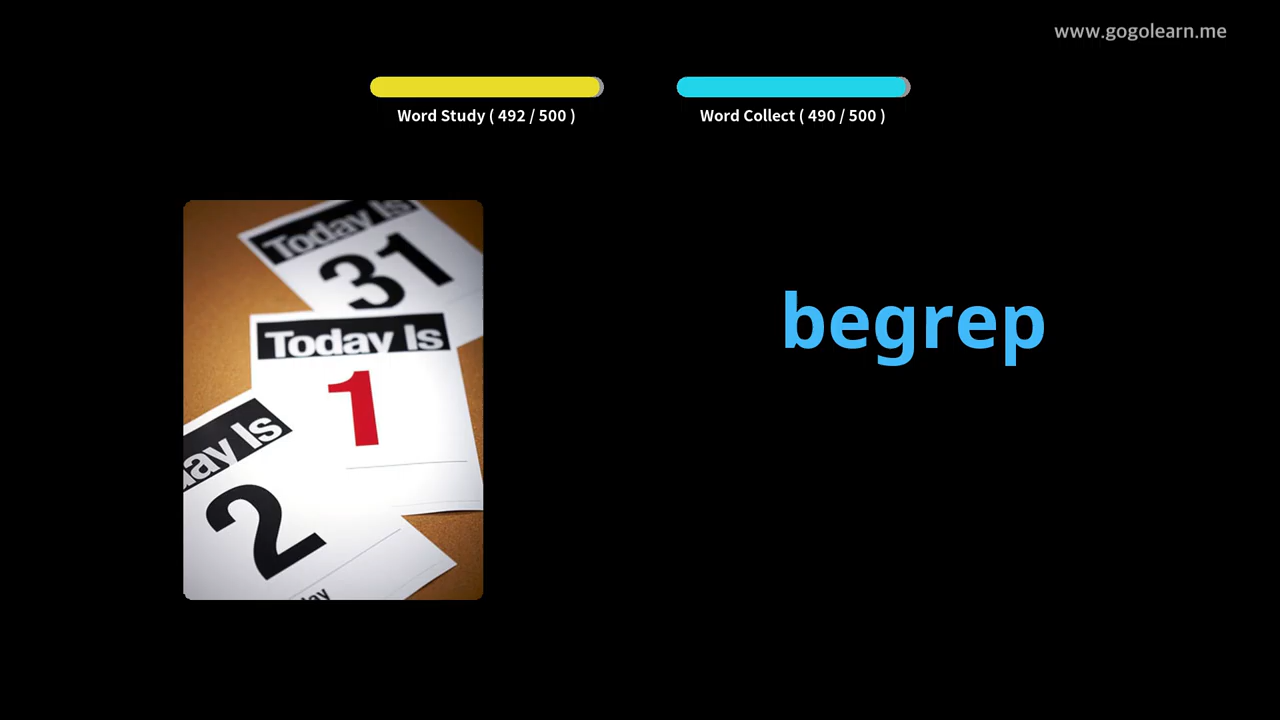 www.gogolearn.me
Word Study ( 492 / 500 )
Word Collect ( 490 / 500 )
Today Is
31
Today Is
1
begrep
ay Is
2